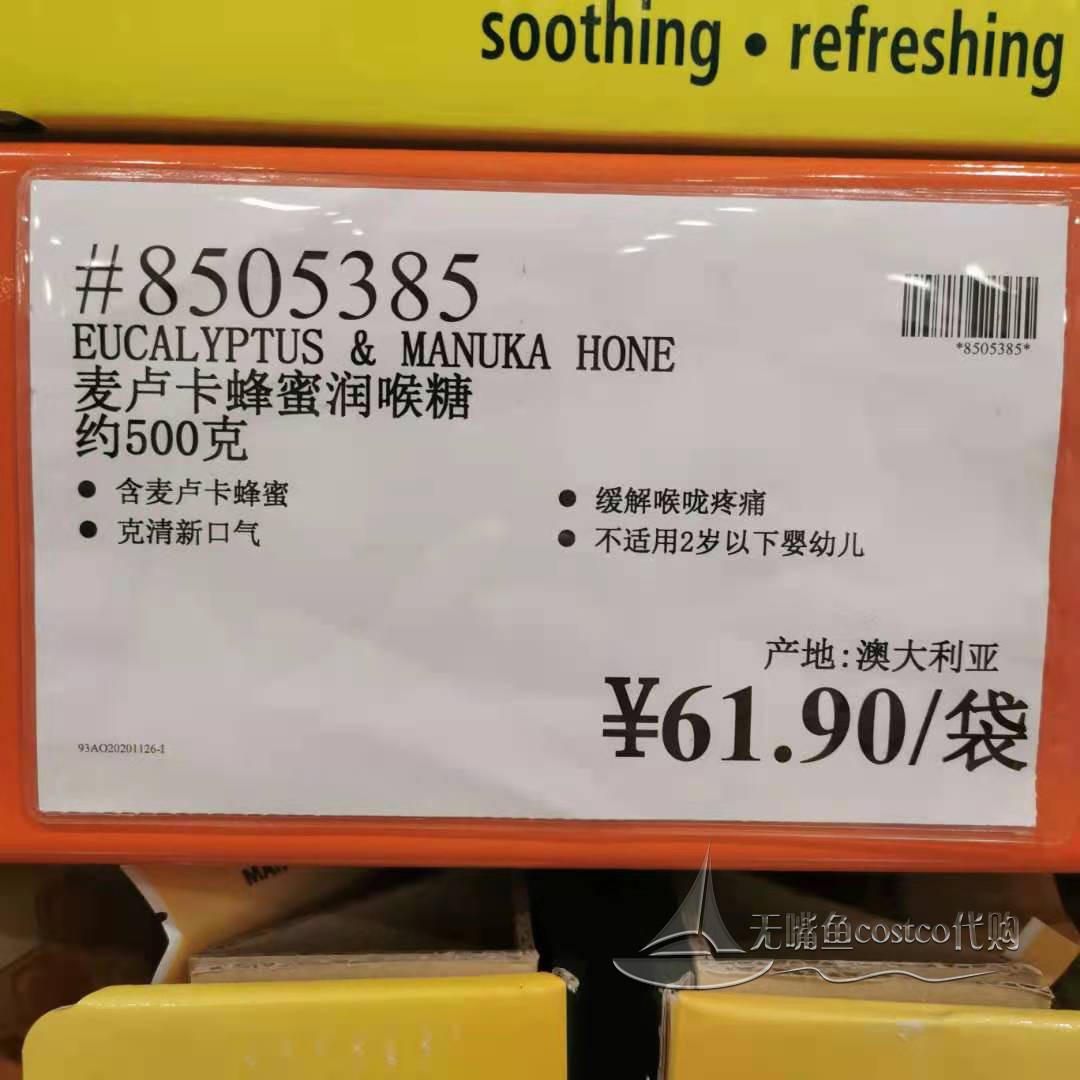 soothing • refreshing
#8505385
*8505385*
EUCALYPTUS & MANUKA HONE
麦卢卡蜂蜜润喉糖
约500克
● 含麦卢卡蜂蜜
● 缓解喉咙疼痛
● 克清新口气
● 不适用2岁以下婴幼儿
产地:澳大利亚
¥61.90/袋
93AO20201126-1
无嘴鱼costco代购